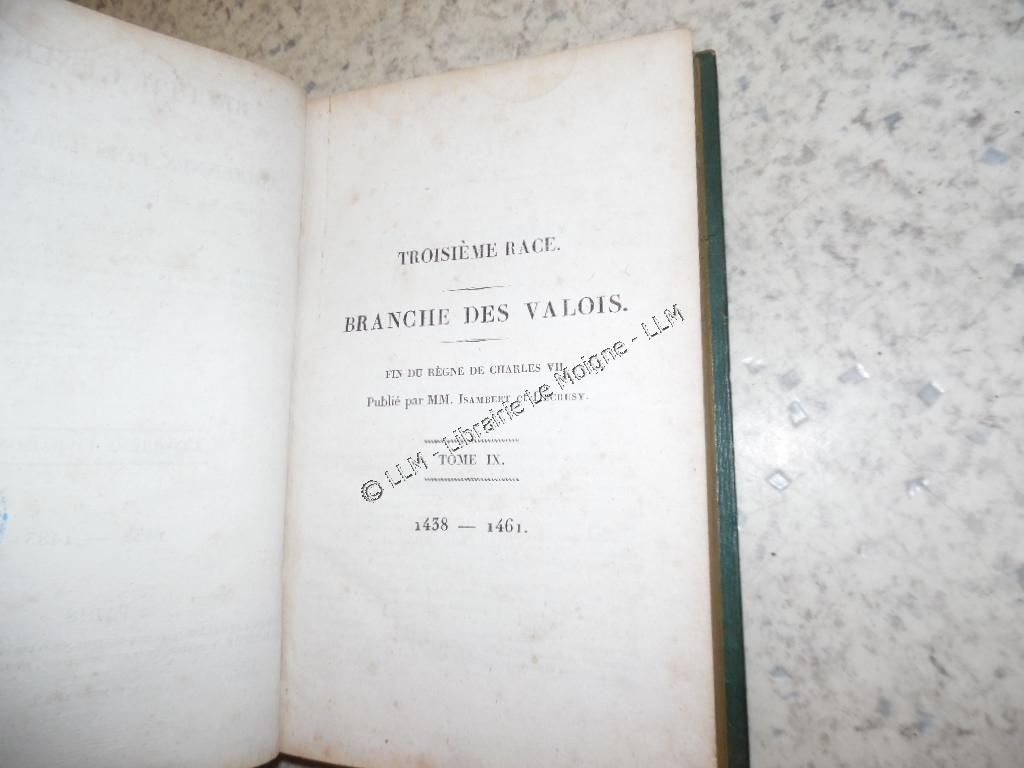 TROISIÈME RACE.
BRANCHE DES VALOIS.
FIN DU RÈGNE DE CHARLES VII
Publié par MM. ISAMBERT
TOME IX.
1438 — 1461.
© LLM - Librairie Le Moigne - LLM